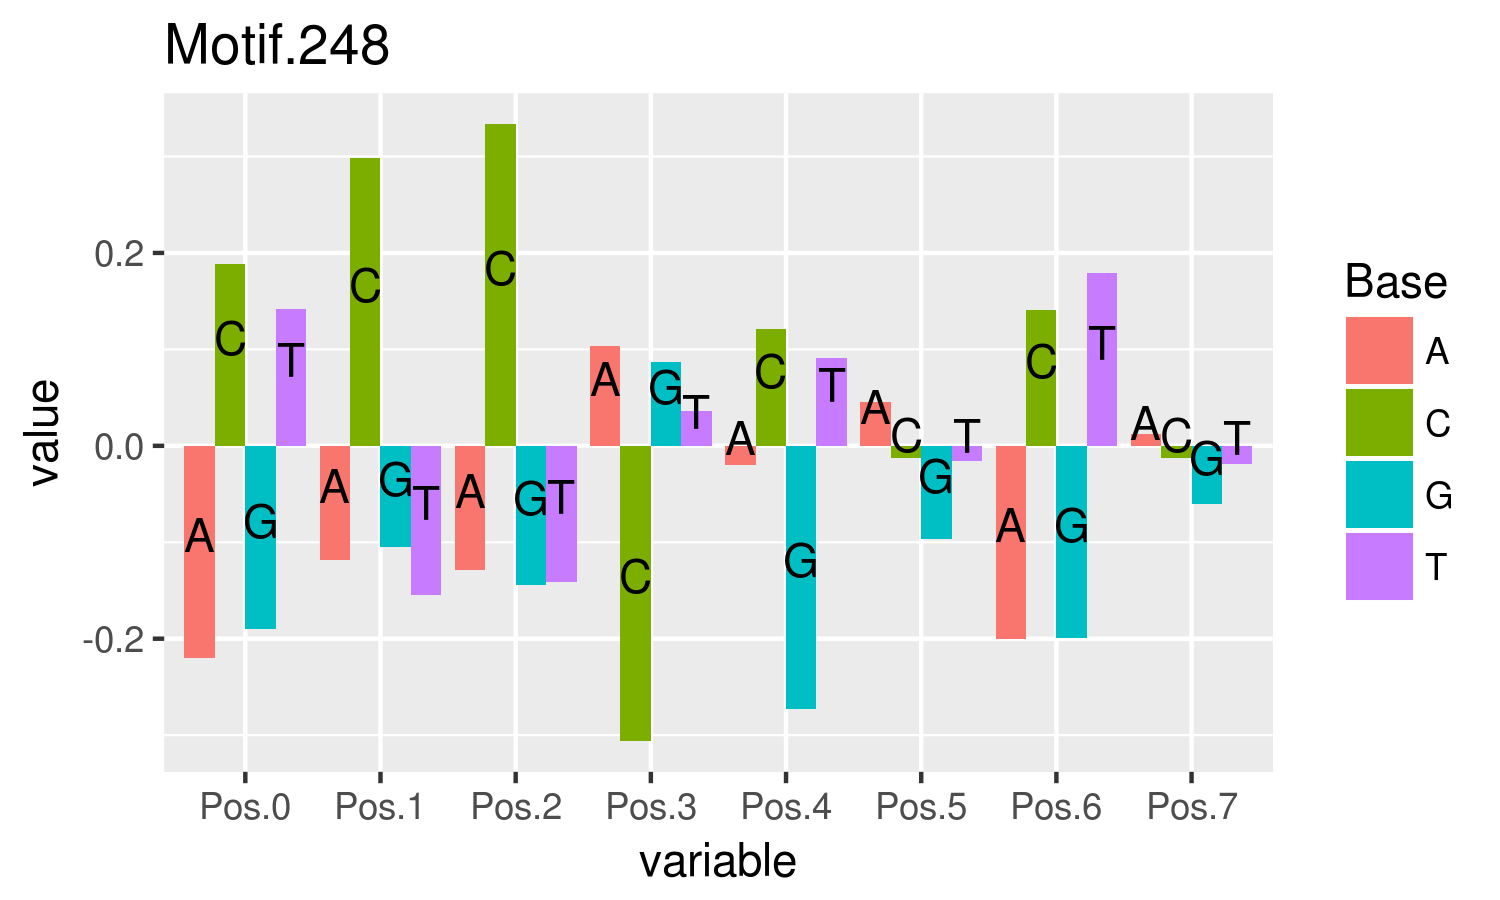 Motif.248
value
0.2
0.0
-0.2
A C G T
A C G T
A C G T
A C G T
A C G T
A C G T
A C G T
A C G T
Pos.0 Pos.1 Pos.2 Pos.3 Pos.4 Pos.5 Pos.6 Pos.7
variable
Base
A
C
G
T